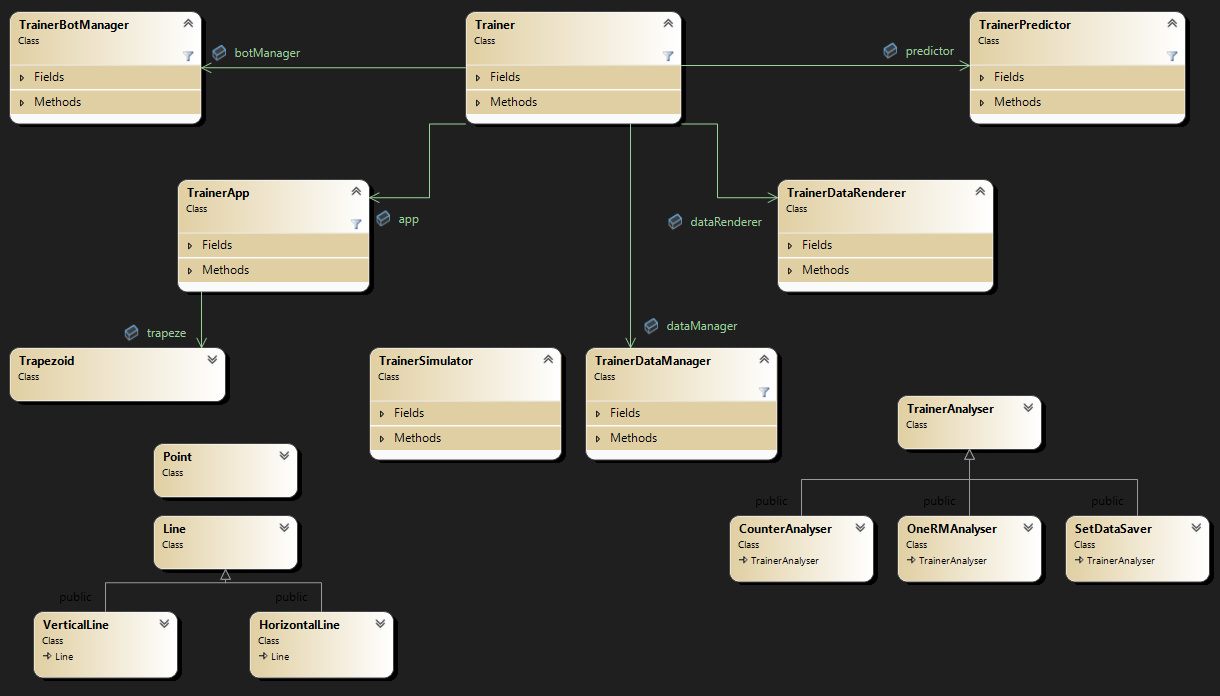 TrainerBotManager
Class
Fields
Methods
botManager
Trainer
Class
Fields
Methods
predictor
TrainerPredictor
Class
Fields
Methods
TrainerApp
Class
Fields
Methods
app
dataRenderer
TrainerDataRenderer
Class
Fields
Methods
trapeze
dataManager
Trapezoid
Class
TrainerSimulator
Class
Fields
Methods
TrainerDataManager
Class
Fields
Methods
TrainerAnalyser
Class
Point
Class
Line
Class
public
public
public
CounterAnalyser
Class
TrainerAnalyser
OneRMAnalyser
Class
TrainerAnalyser
SetDataSaver
Class
TrainerAnalyser
public
public
VerticalLine
Class
Line
HorizontalLine
Class
Line